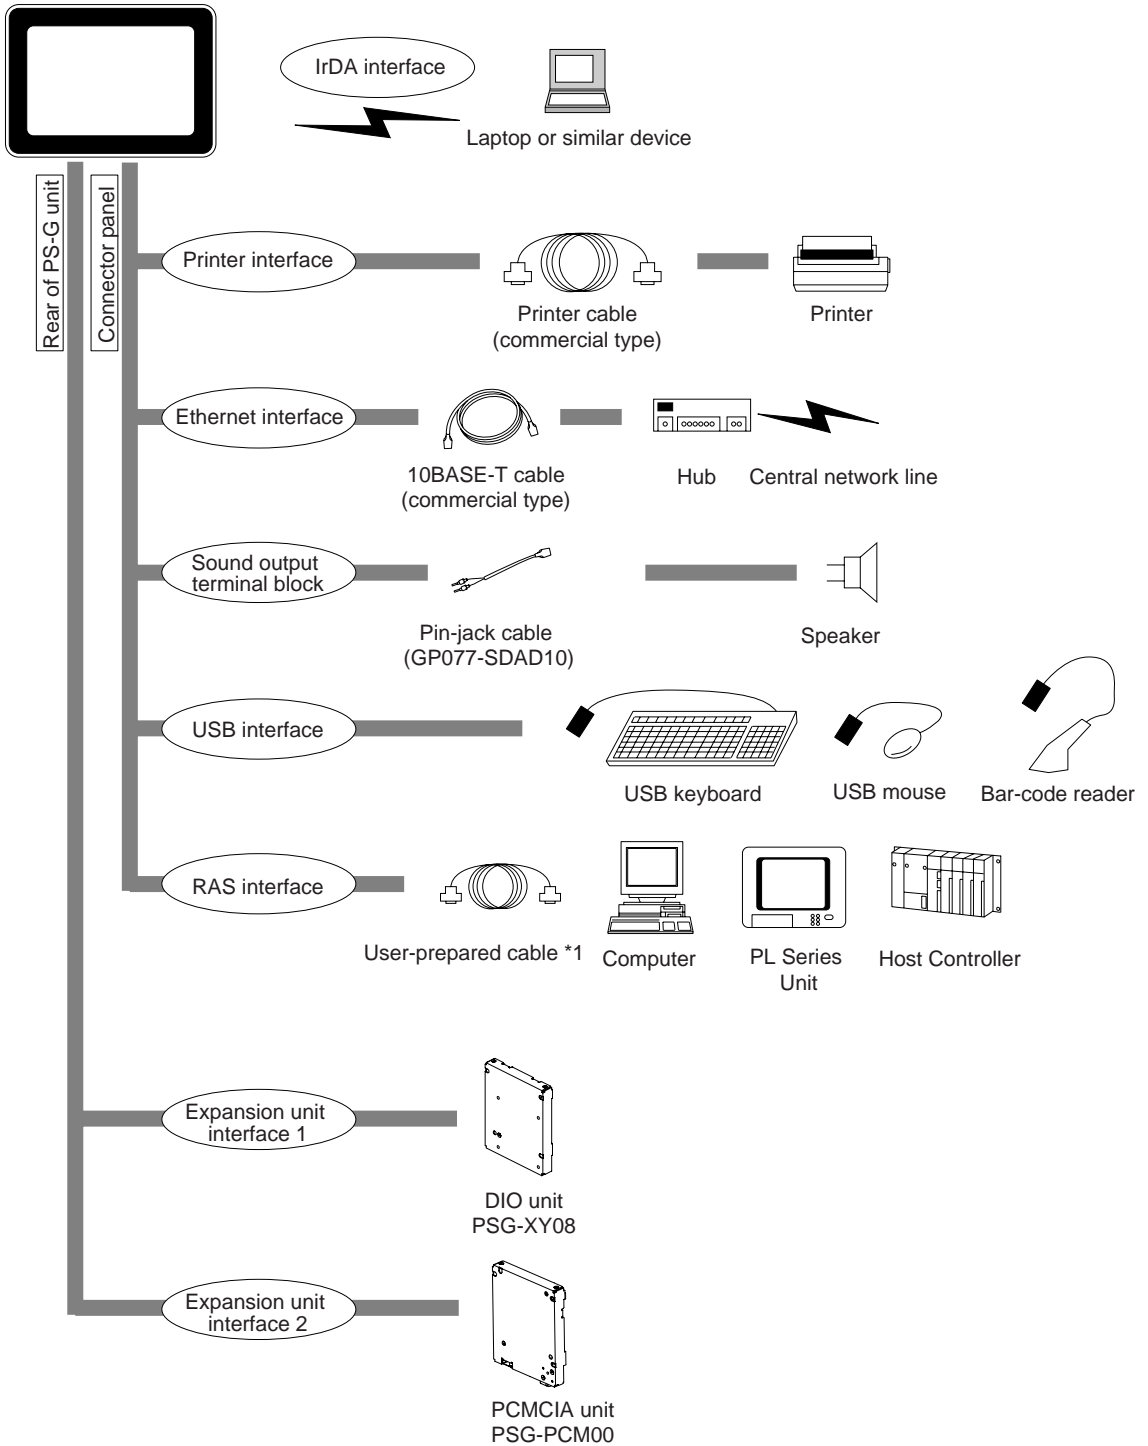 IrDA interface
Laptop or similar device
Rear of PS-G unit
Connector panel
Printer interface
Printer cable
(commercial type)
Printer
Ethernet interface
10BASE-T cable
(commercial type)
Hub
Central network line
Sound output
terminal block
Pin-jack cable
(GP077-SDAD10)
Speaker
USB interface
USB keyboard
USB mouse
Bar-code reader
RAS interface
User-prepared cable *1
Computer
PL Series
Unit
Host Controller
Expansion unit
interface 1
DIO unit
PSG-XY08
Expansion unit
interface 2
PCMCIA unit
PSG-PCM00